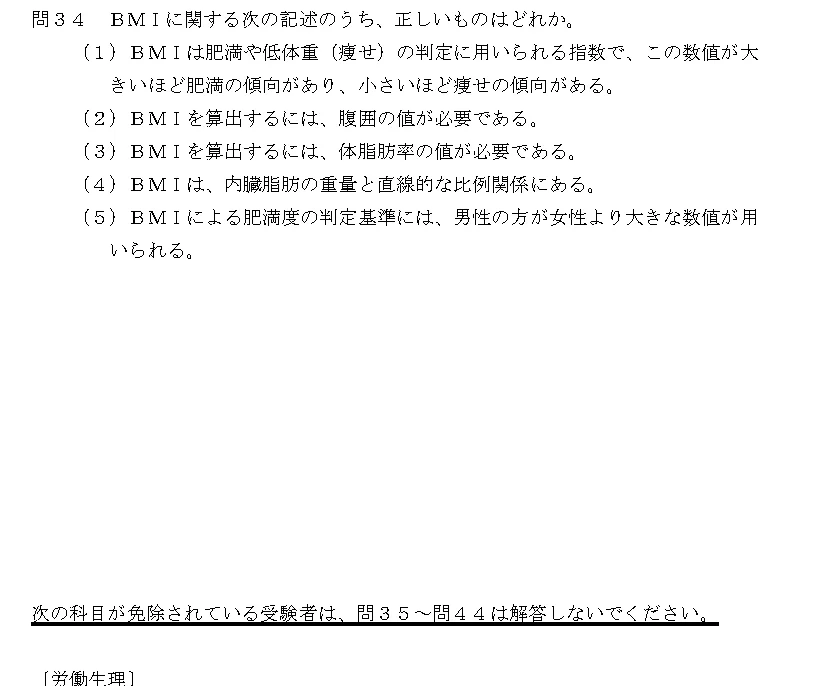 問３４　ＢＭＩに関する次の記述のうち、正しいものはどれか。
（１）ＢＭＩは肥満や低体重（痩せ）の判定に用いられる指数で、この数値が大
きいほど肥満の傾向があり、小さいほど痩せの傾向がある。
（２）ＢＭＩを算出するには、腹囲の値が必要である。
（３）ＢＭＩを算出するには、体脂肪率の値が必要である。
（４）ＢＭＩは、内臓脂肪の重量と直線的な比例関係にある。
（５）ＢＭＩによる肥満度の判定基準には、男性の方が女性より大きな数値が用
いられる。
次の科目が免除されている受験者は、問３５～問４４は解答しないでください。
〔労働生理〕